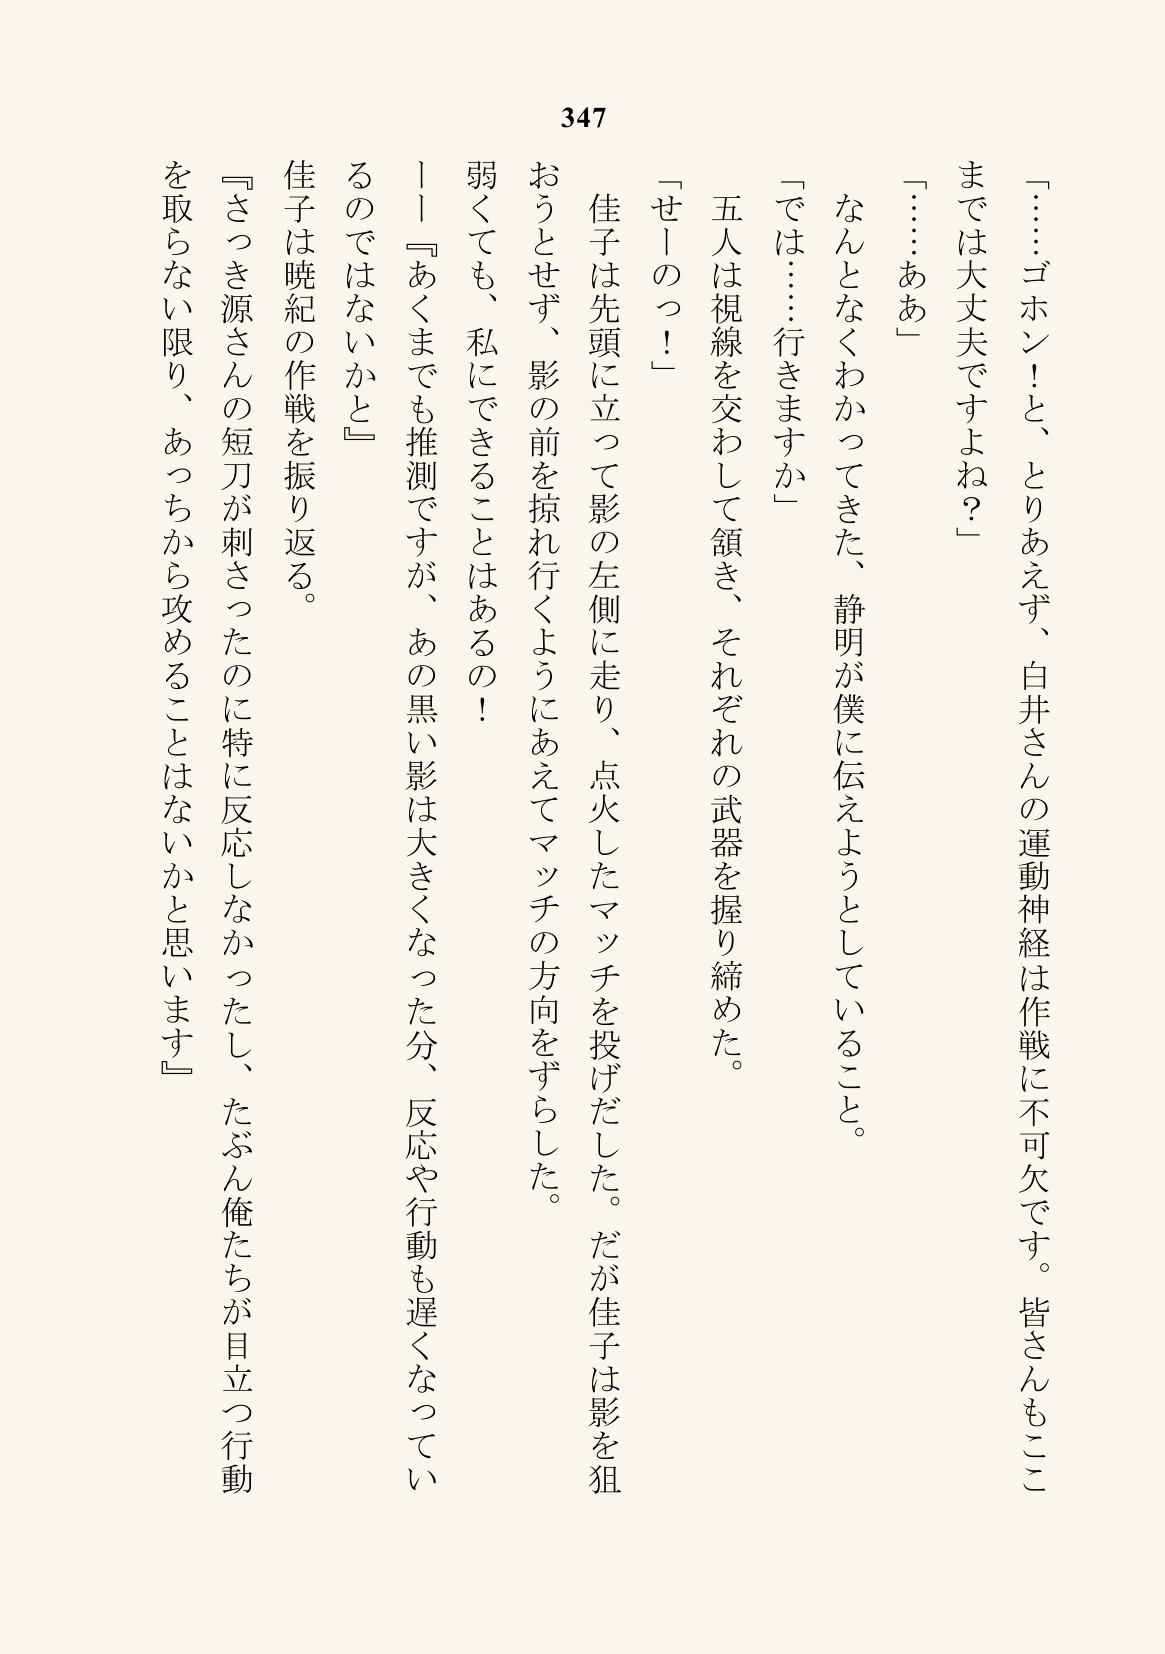 347
「……ゴホン！と、とりあえず、白井さんの運動神経は作戦に不可欠です。皆さんもここ
までは大丈夫ですよね？」
「……ああ」
　なんとなくわかってきた、静明が僕に伝えようとしていること。
「では……行きますか」
　五人は視線を交わして頷き、それぞれの武器を握り締めた。
「せーのっ！」
　佳子は先頭に立って影の左側に走り、点火したマッチを投げだした。だが佳子は影を狙
おうとせず、影の前を掠れ行くようにあえてマッチの方向をずらした。
弱くても、私にできることはあるの！
ーー『あくまでも推測ですが、あの黒い影は大きくなった分、反応や行動も遅くなってい
るのではないかと』
佳子は暁紀の作戦を振り返る。
『さっき源さんの短刀が刺さったのに特に反応しなかったし、たぶん俺たちが目立つ行動
を取らない限り、あっちから攻めることはないかと思います』